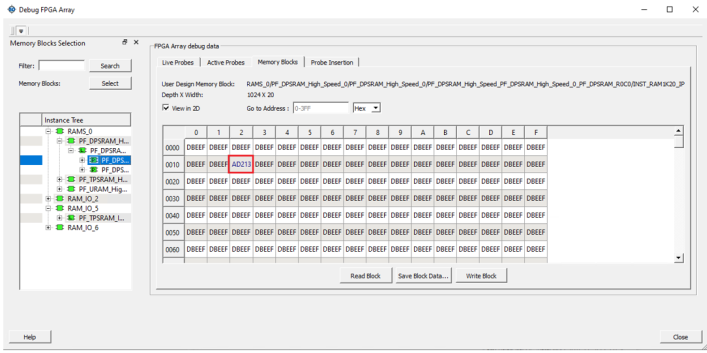 Debug FPGA Array
Memory Blocks Selection
Filter:
Search
Memory Blocks:
Select
Instance Tree
RAMS_0
PF_DPSRAM_H...
PF_DPSRA...
PF_DPS...
PF_DPS...
PF_TPSRAM_H...
PF_URAM_Hig...
RAM_IO_2
RAM_IO_5
PF_TPSRAM_I...
RAM_IO_6
FPGA Array debug data
Live Probes Active Probes Memory Blocks Probe Insertion
User Design Memory Block: RAMS_0/PF_DPSRAM_High_Speed_0/PF_DPSRAM_High_Speed_0/PF_DPSRAM_High_Speed_PF_DPSRAM_High_Speed_0_PF_DPSRAM_R0C0/INST_RAM1K20_IP
Depth X Width: 1024 X 20
View in 2D Go to Address : 0-3FF Hex
0 1 2 3 4 5 6 7 8 9 A B C D E F
0000 DBEEF DBEEF DBEEF DBEEF DBEEF DBEEF DBEEF DBEEF DBEEF DBEEF DBEEF DBEEF DBEEF DBEEF DBEEF DBEEF
0010 DBEEF DBEEF AD213 DBEEF DBEEF DBEEF DBEEF DBEEF DBEEF DBEEF DBEEF DBEEF DBEEF DBEEF DBEEF DBEEF
0020 DBEEF DBEEF DBEEF DBEEF DBEEF DBEEF DBEEF DBEEF DBEEF DBEEF DBEEF DBEEF DBEEF DBEEF DBEEF DBEEF
0030 DBEEF DBEEF DBEEF DBEEF DBEEF DBEEF DBEEF DBEEF DBEEF DBEEF DBEEF DBEEF DBEEF DBEEF DBEEF DBEEF
0040 DBEEF DBEEF DBEEF DBEEF DBEEF DBEEF DBEEF DBEEF DBEEF DBEEF DBEEF DBEEF DBEEF DBEEF DBEEF DBEEF
0050 DBEEF DBEEF DBEEF DBEEF DBEEF DBEEF DBEEF DBEEF DBEEF DBEEF DBEEF DBEEF DBEEF DBEEF DBEEF DBEEF
0060 DBEEF DBEEF DBEEF DBEEF DBEEF DBEEF DBEEF DBEEF DBEEF DBEEF DBEEF DBEEF DBEEF DBEEF DBEEF DBEEF
Read Block Save Block Data... Write Block
Help
Close